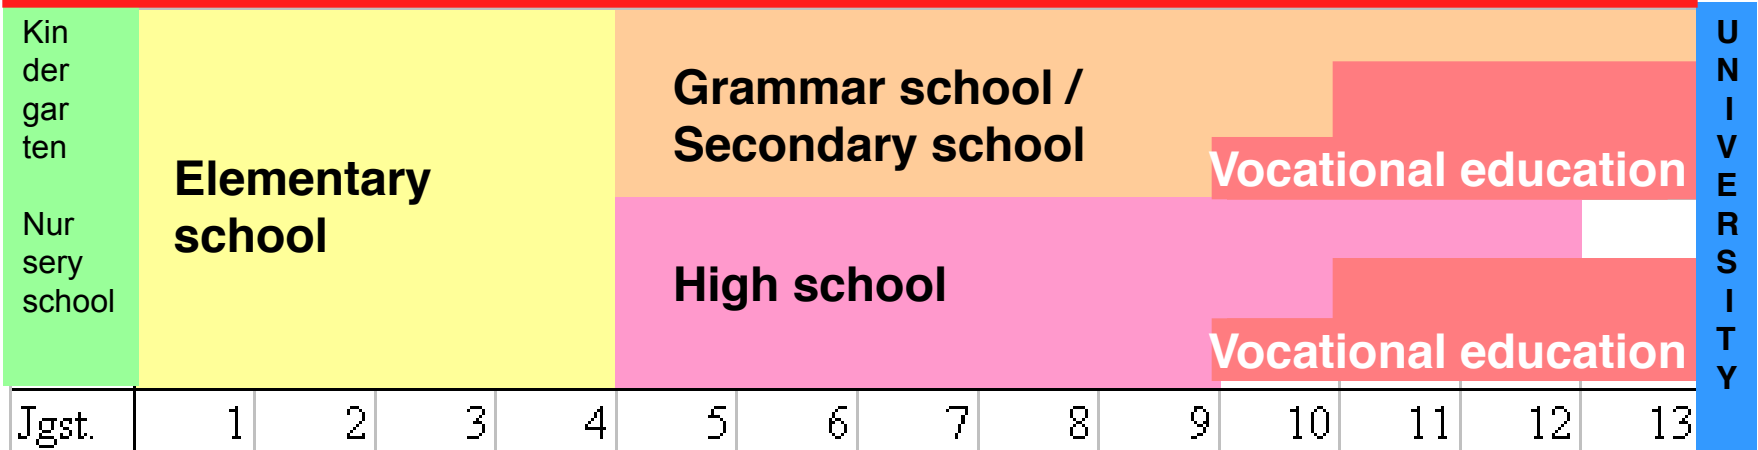 Kin
der
gar
ten
Nur
sery
school
Elementary
school
Grammar school /
Secondary school
Vocational education
High school
Vocational education
U
N
I
V
E
R
S
I
T
Y
Jgst. 1 2 3 4 5 6 7 8 9 10 11 12 13